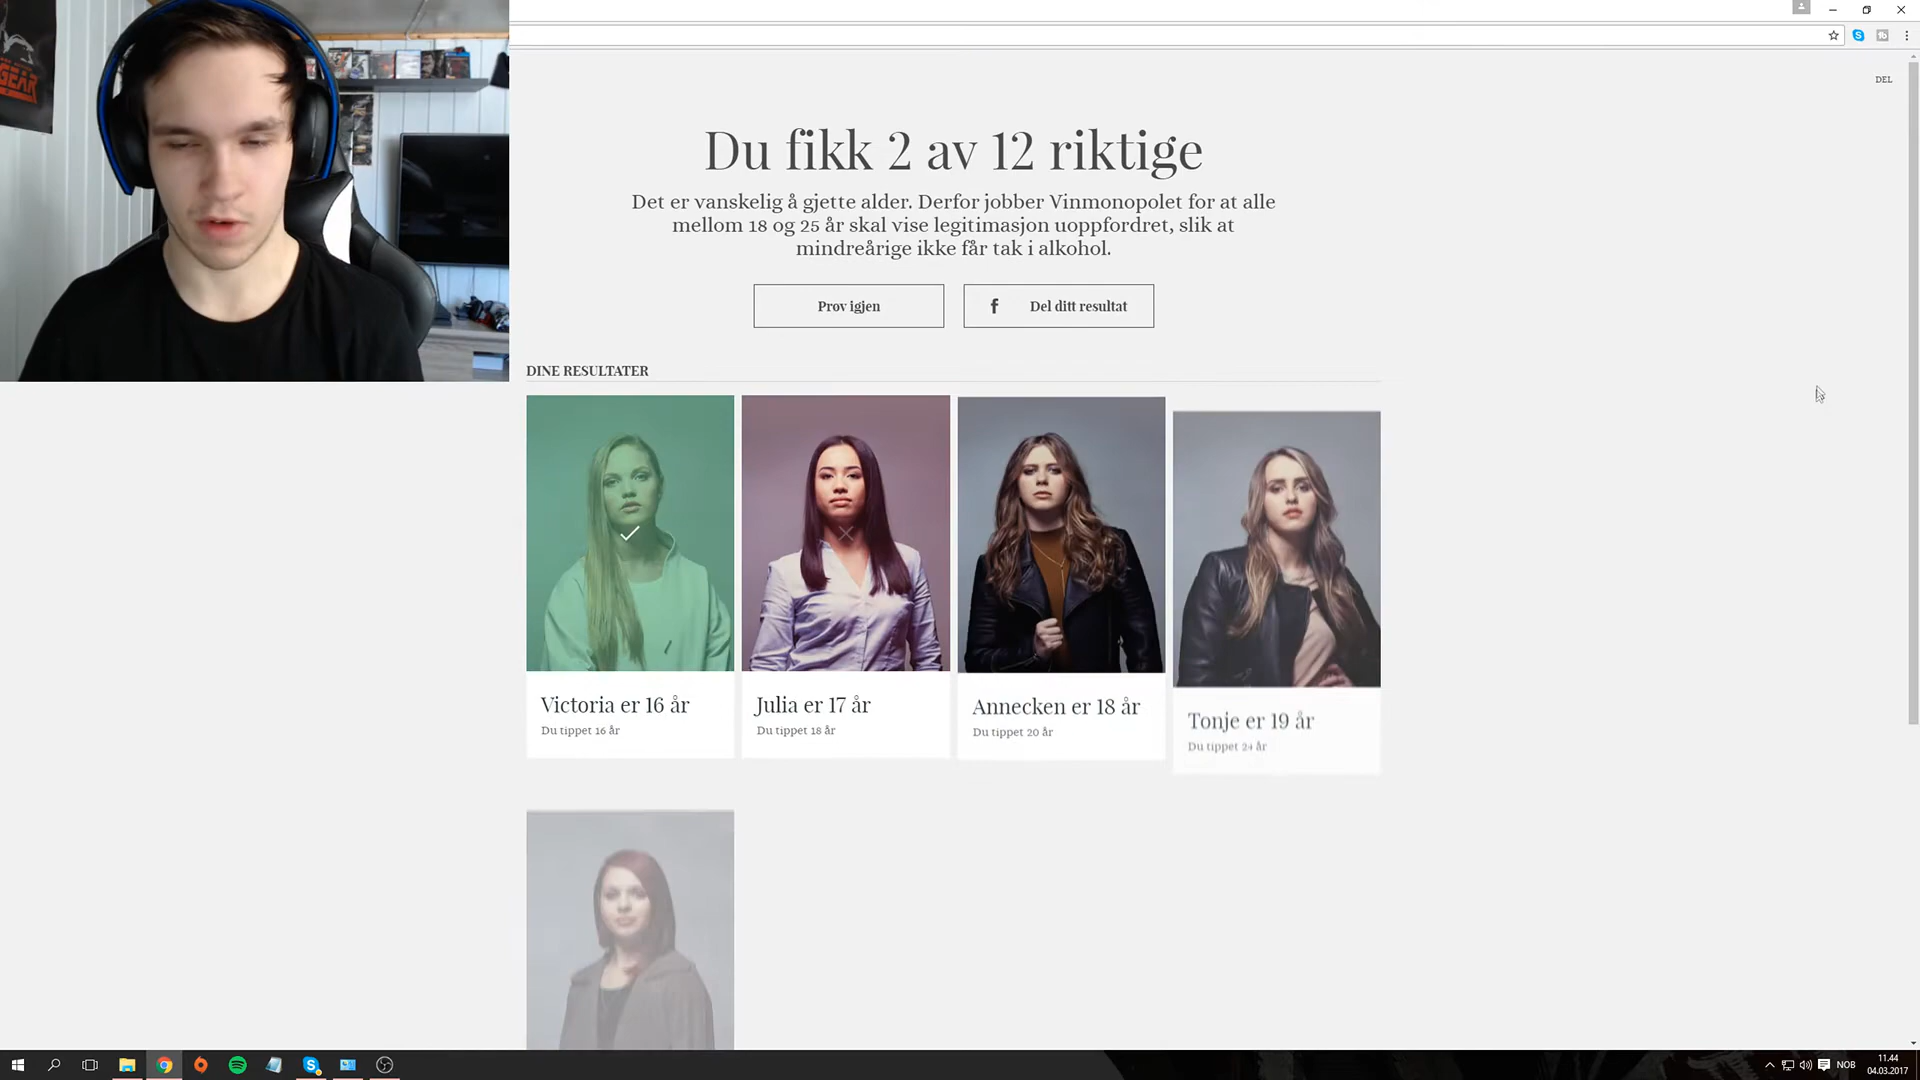 GEAR
DEL
Du fikk 2 av 12 riktige
Det er vanskelig å gjette alder. Derfor jobber Vinmonopolet for at alle
mellom 18 og 25 år skal vise legitimasjon uoppfordret, slik at
mindreårige ikke får tak i alkohol.
Prøv igjen
f Del ditt resultat
DINE RESULTATER
Victoria er 16 år
Du tippet 16 år
Julia er 17 år
Du tippet 18 år
Annecken er 18 år
Du tippet 20 år
Tonje er 19 år
Du tippet 24 år
NOB
11.44
04.03.2017